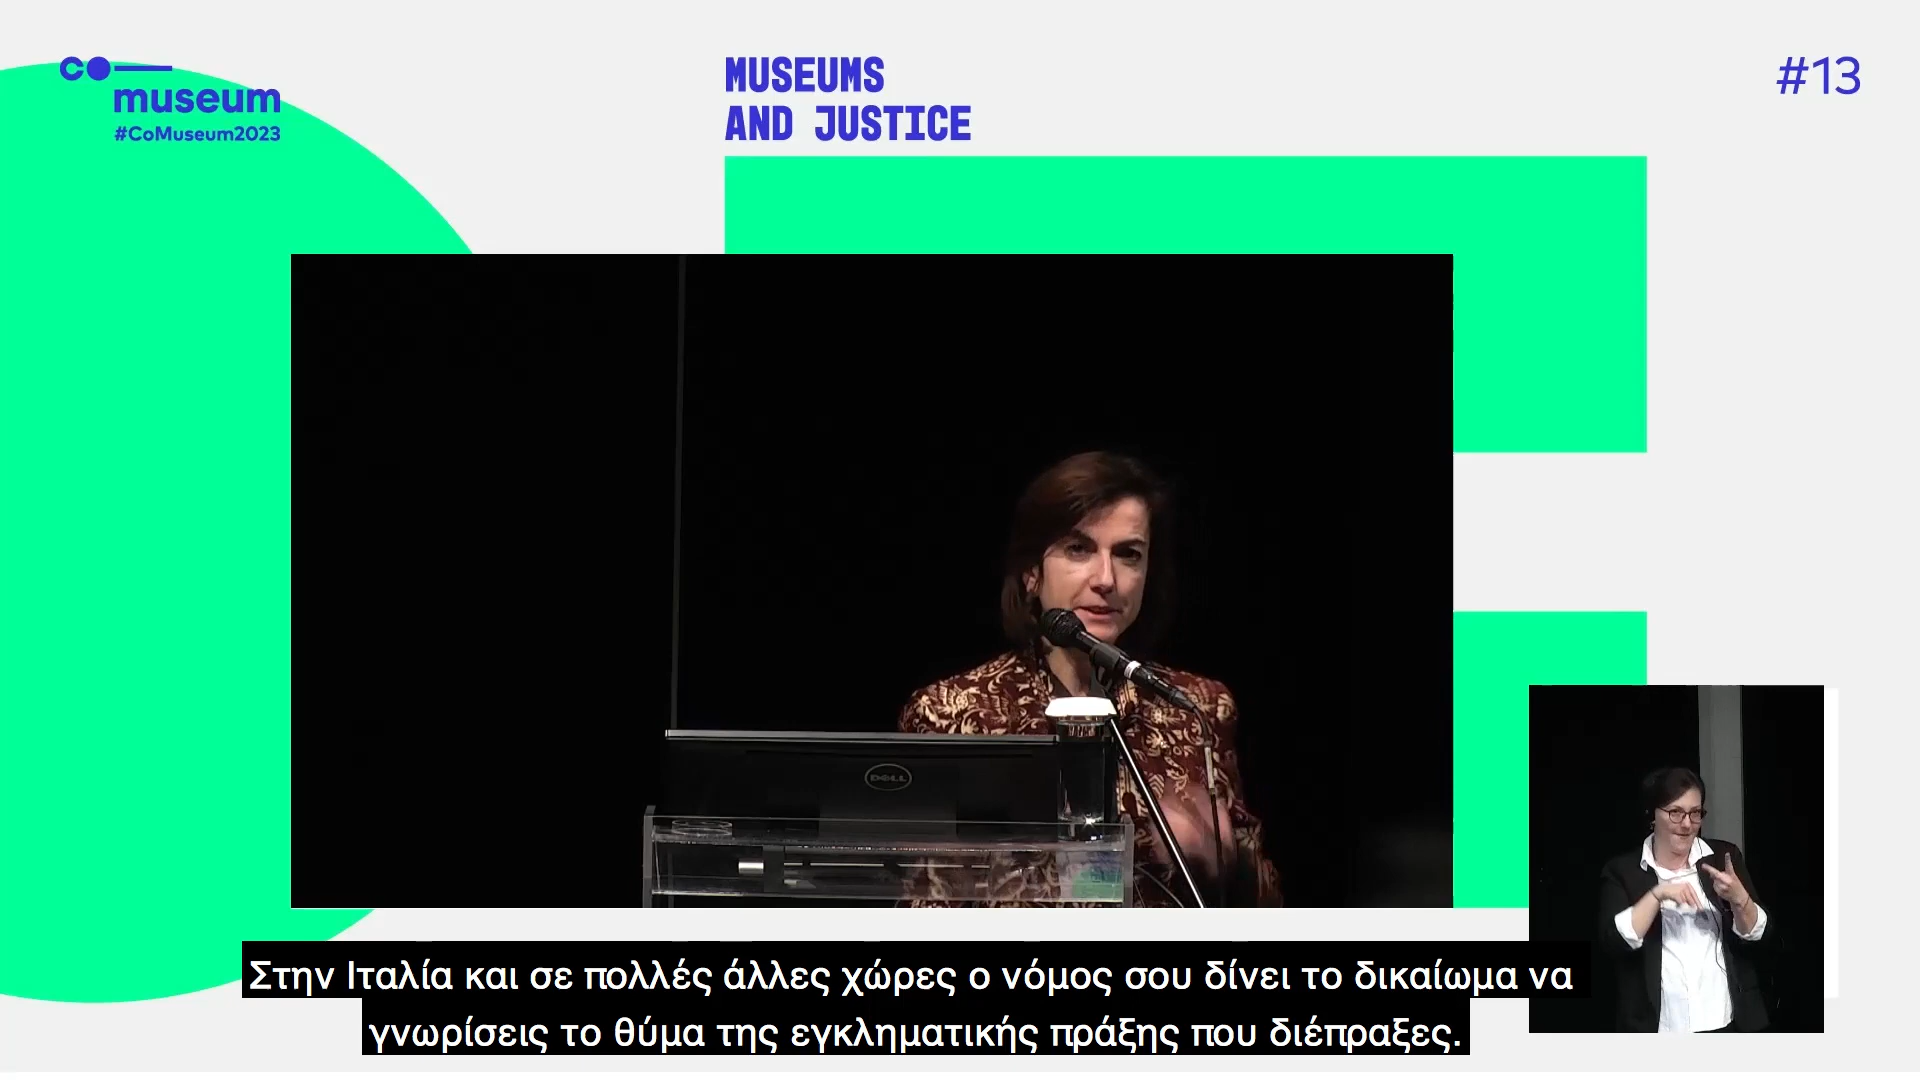 co
museum
#CoMuseum2023
MUSEUMS
AND JUSTICE
#13
DELL
Στην Ιταλία και σε πολλές άλλες χώρες ο νόμος σου δίνει το δικαίωμα να
γνωρίσεις το θύμα της εγκληματικής πράξης που διέπραξες.